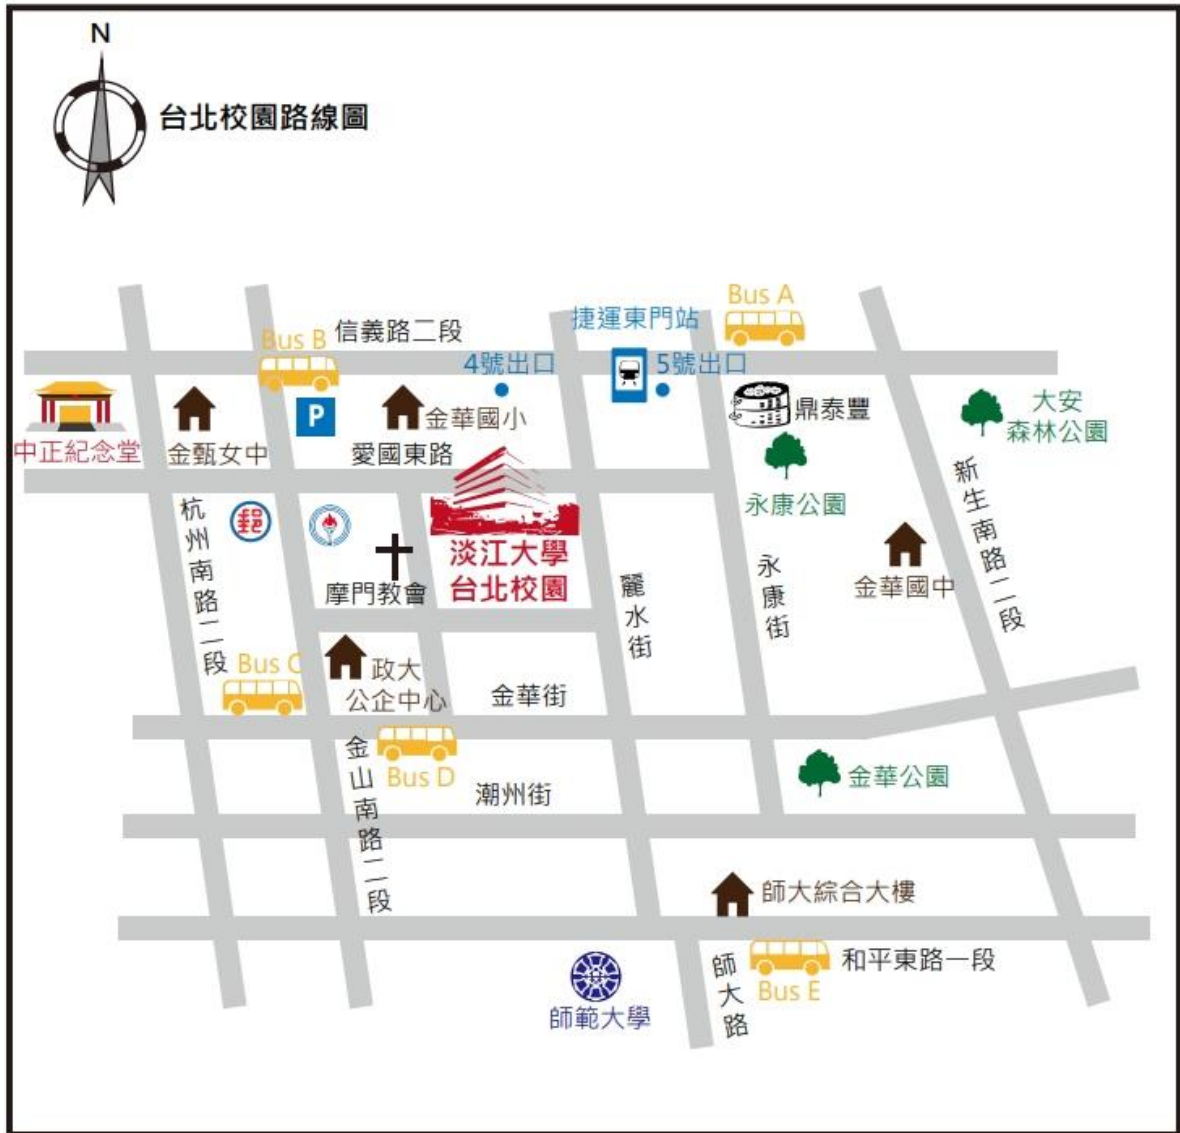 N
台北校園路線圖
Bus A
捷運東門站
Bus B
信義路二段
4號出口
5號出口
P
金華國小
鼎泰豐
大安
森林公園
中正紀念堂
金甌女中
愛國東路
永康公園
新生南路二段
杭州南路二段
郵
淡江大學
台北校園
摩門教會
麗水街
永康街
金華國中
Bus C
政大
公企中心
金華街
金山南路二段
Bus D
潮州街
金華公園
師大綜合大樓
和平東路一段
師大路
Bus E
師範大學